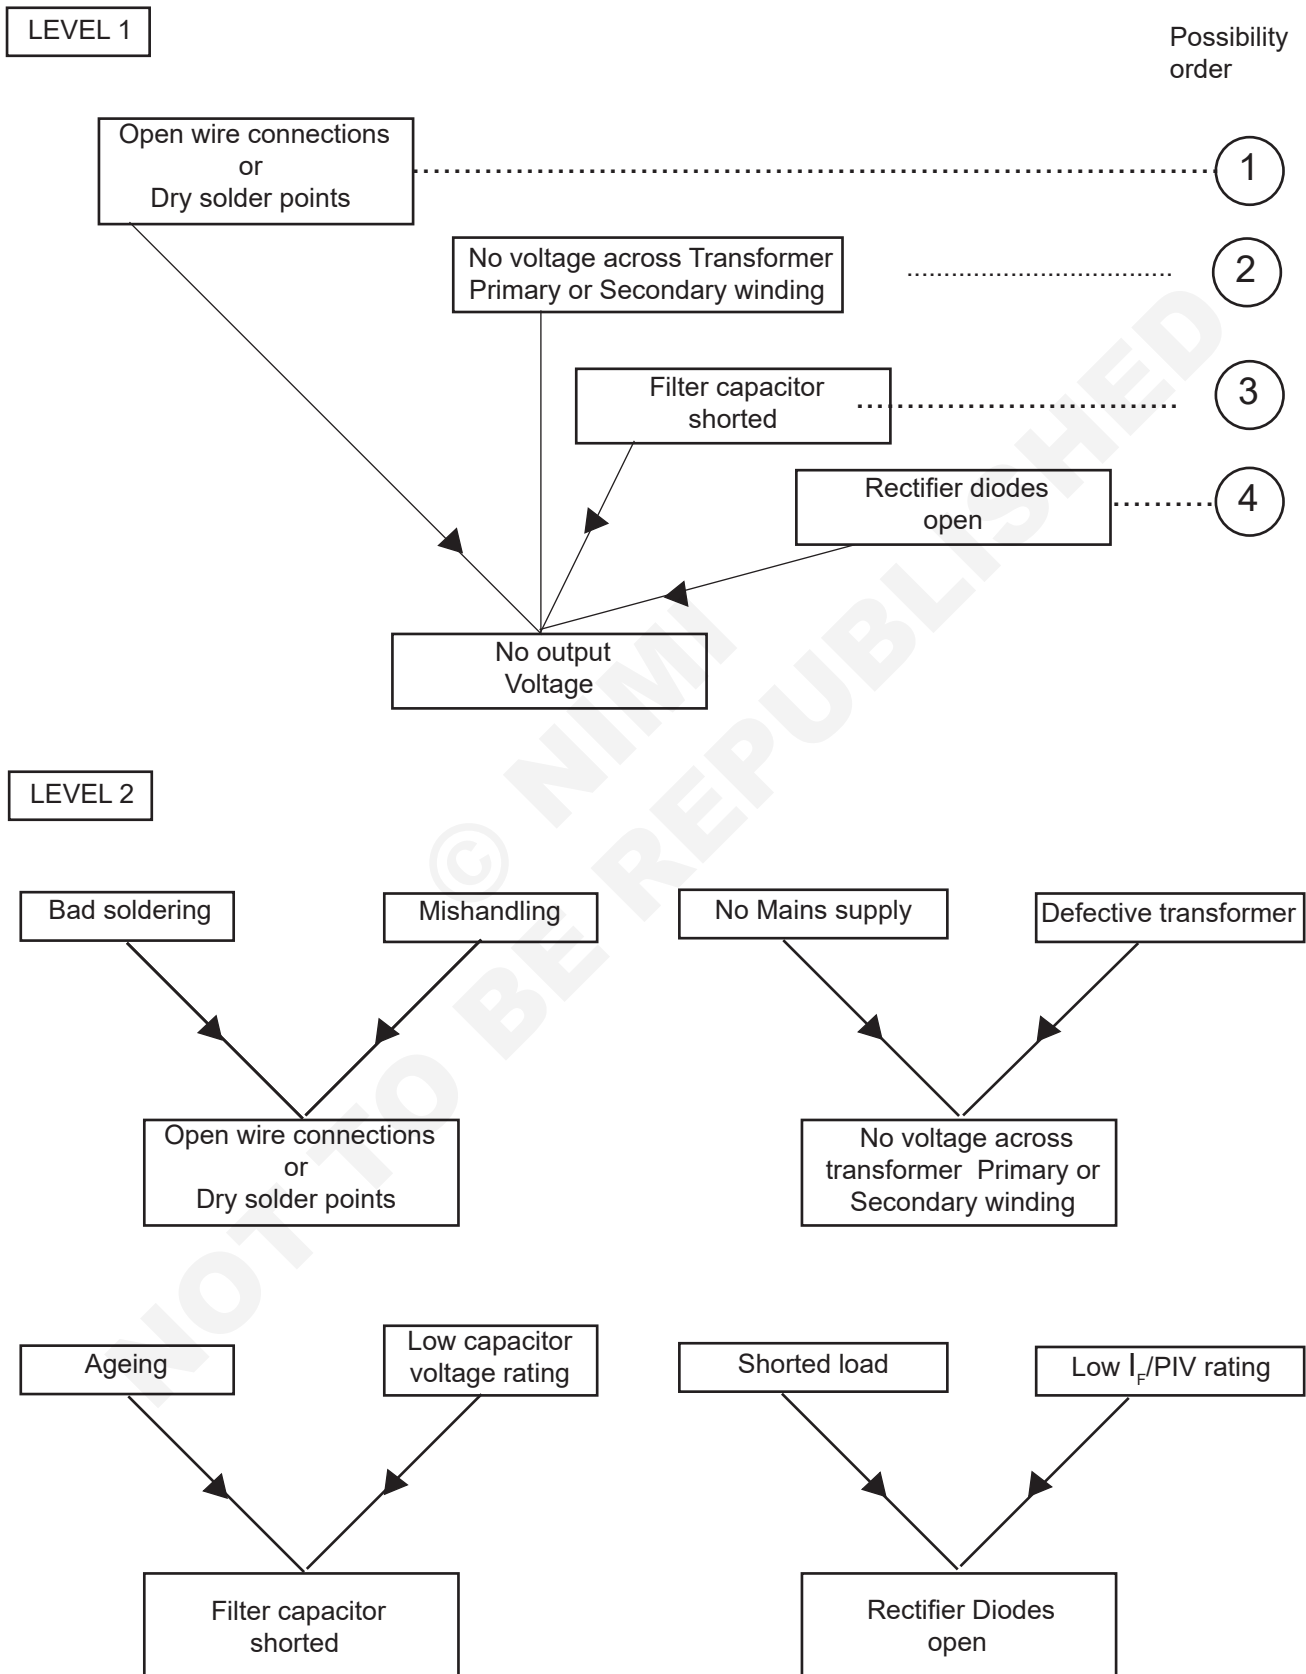 LEVEL 1
Possibility
order
Open wire connections
or
Dry solder points
1
No voltage across Transformer
Primary or Secondary winding
2
Filter capacitor
shorted
3
Rectifier diodes
open
4
No output
Voltage
© NIMI
NOT TO BE REPUBLISHED
LEVEL 2
Bad soldering
Mishandling
No Mains supply
Defective transformer
Open wire connections
or
Dry solder points
No voltage across
transformer Primary or
Secondary winding
Ageing
Low capacitor
voltage rating
Shorted load
Low IF/PIV rating
Filter capacitor
shorted
Rectifier Diodes
open